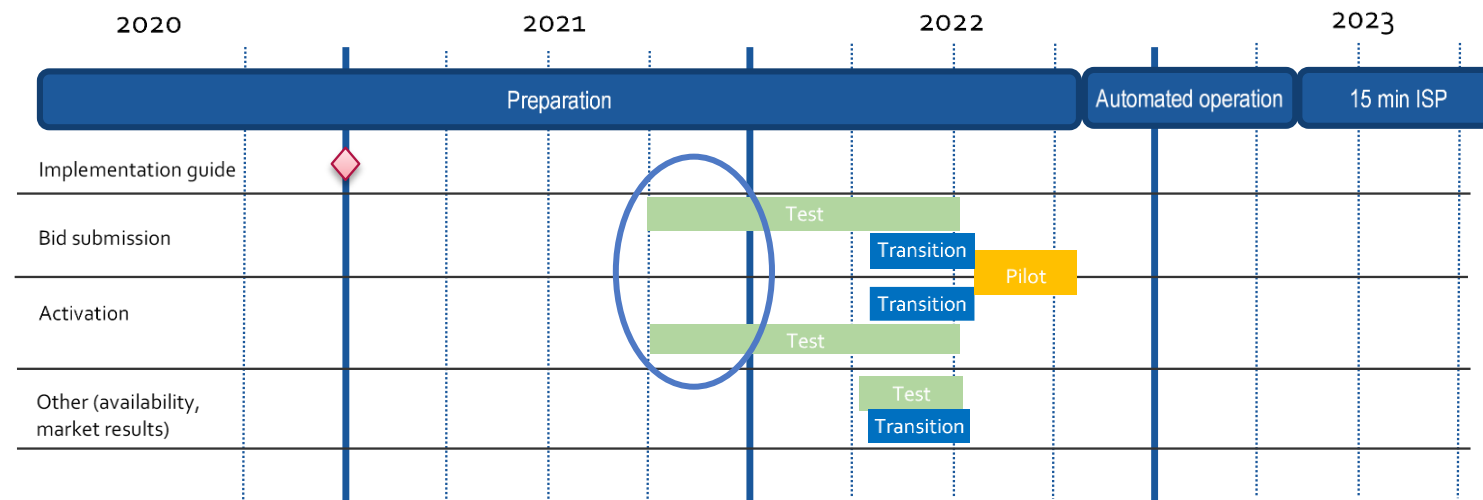 2020
2021
2022
2023
Preparation
Automated operation
15 min ISP
Implementation guide
Test
Bid submission
Transition
Pilot
Activation
Transition
Test
Other (availability,
market results)
Test
Transition